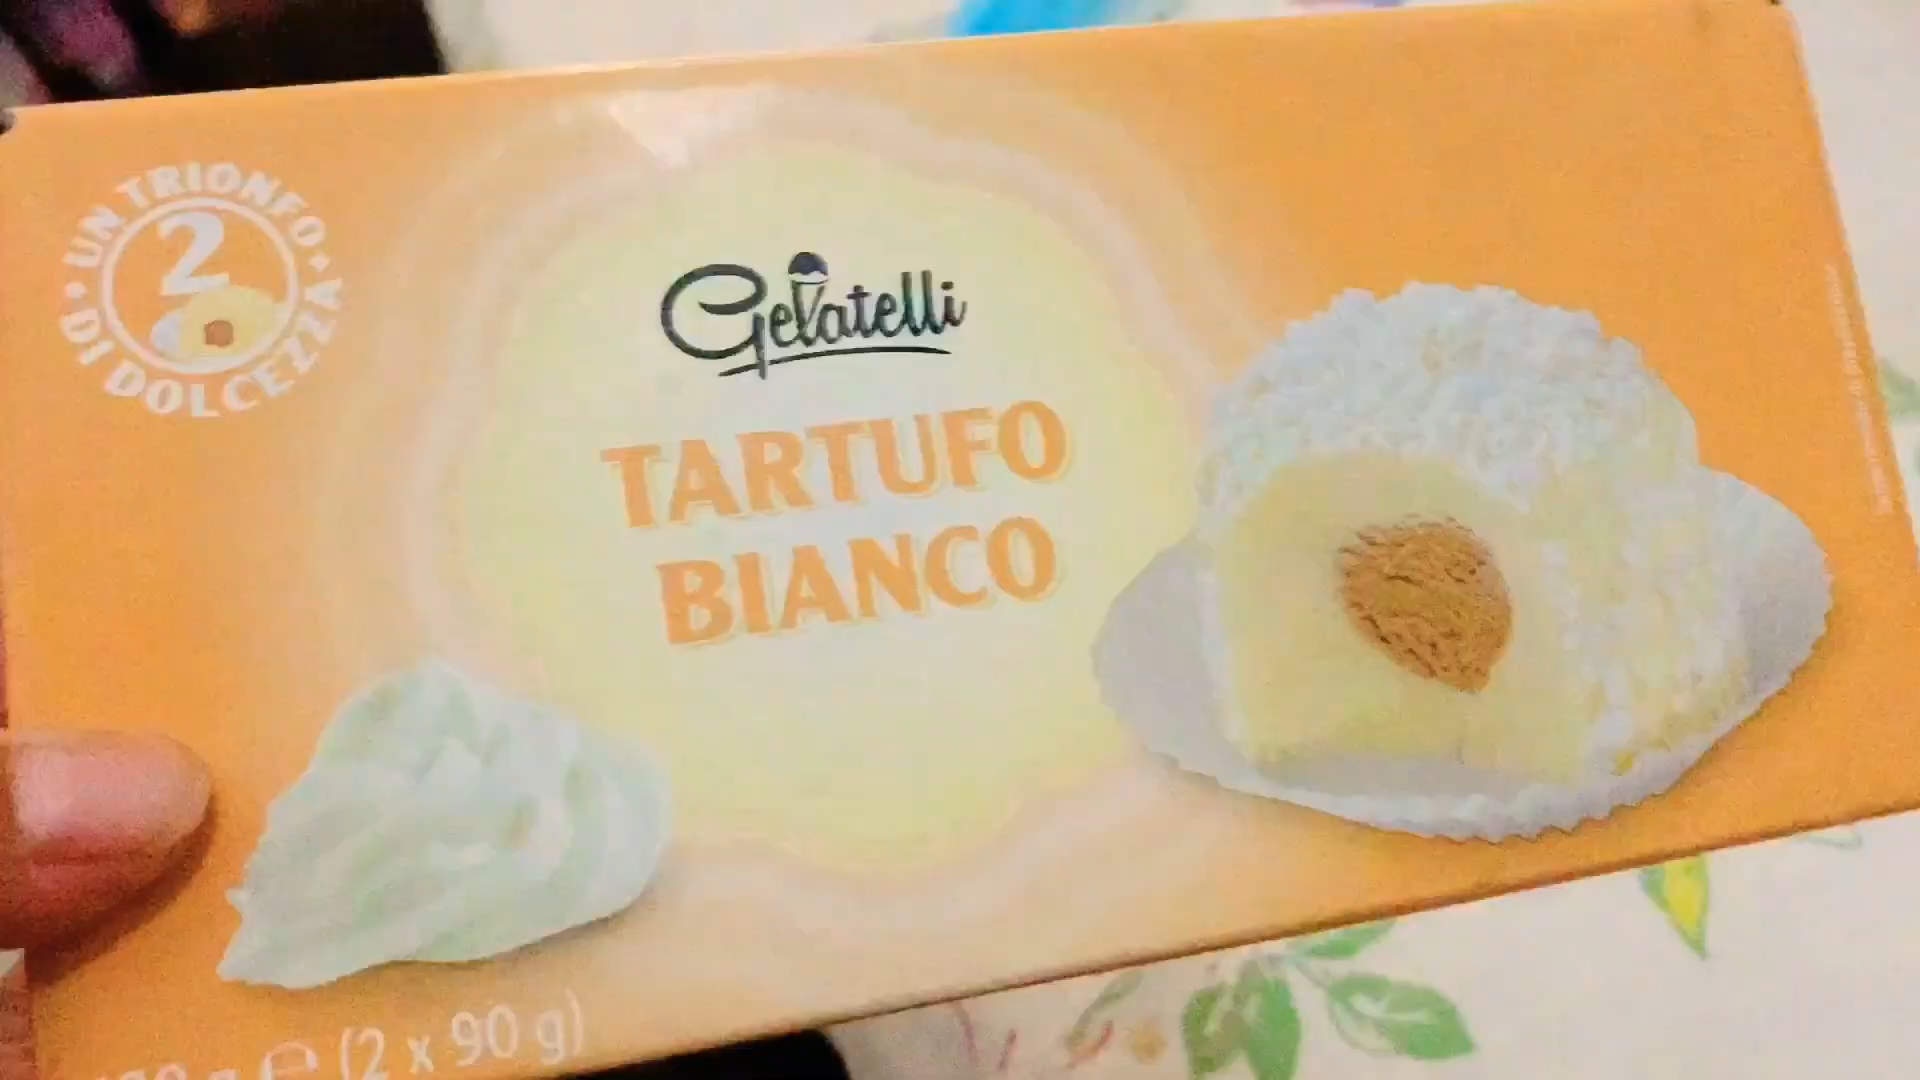 UN TRIONFO
2
DI DOLCEZZA
Gelatelli
TARTUFO
BIANCO
g ℮ (2 x 90 g)